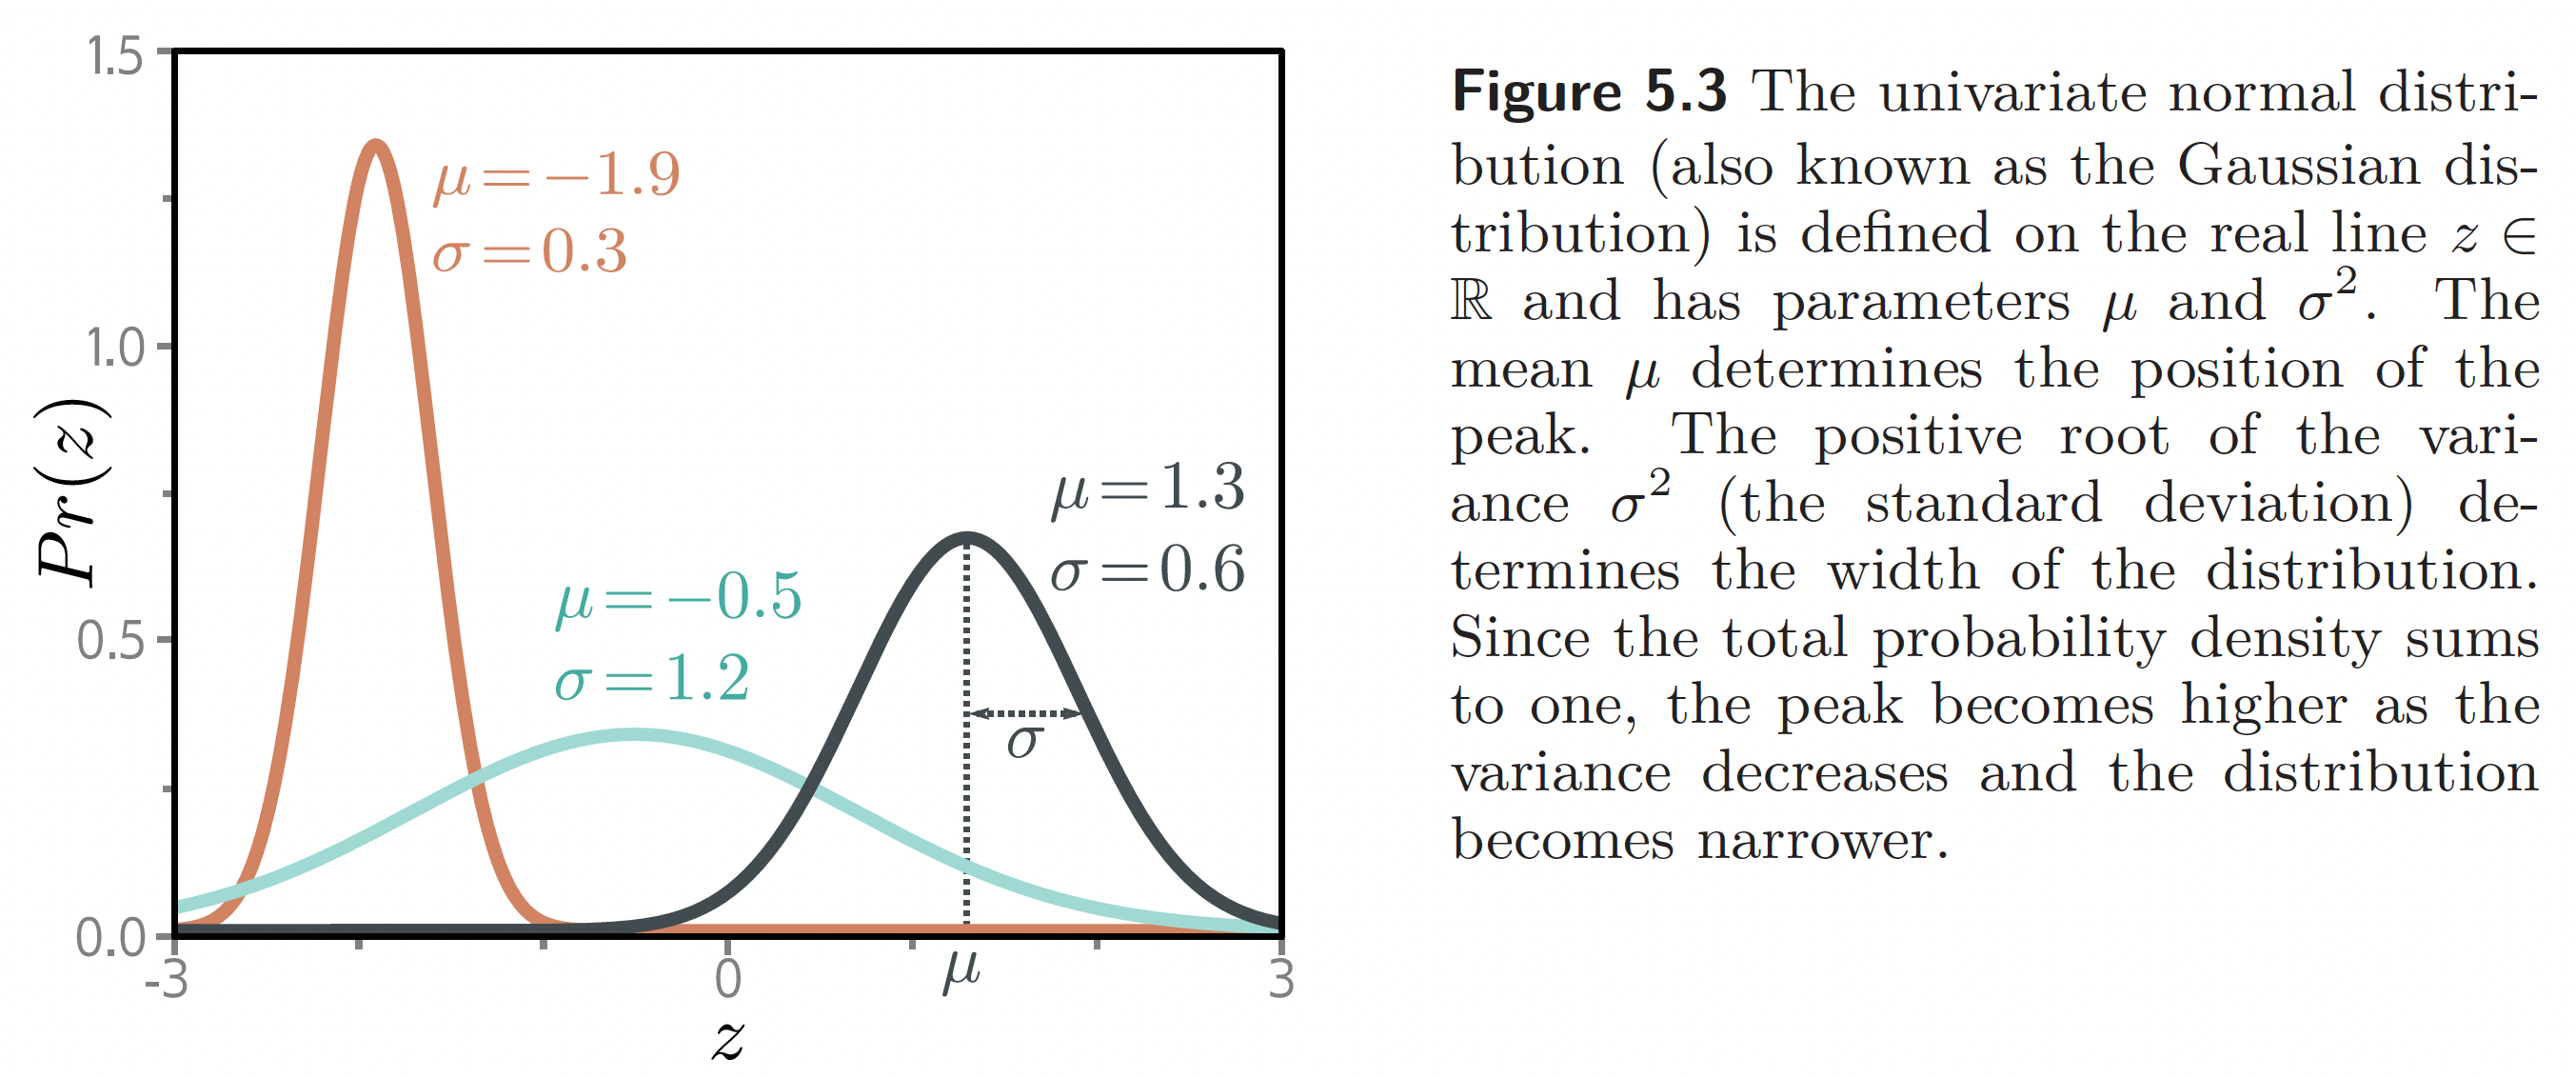 1.5
1.0
0.5
0.0
Pr(z)
-3
0
μ
3
z
μ=−1.9
σ=0.3
μ=−0.5
σ=1.2
μ=1.3
σ=0.6
σ
Figure 5.3 The univariate normal distri-
bution (also known as the Gaussian dis-
tribution) is defined on the real line z ∈
ℝ and has parameters μ and σ². The
mean μ determines the position of the
peak. The positive root of the vari-
ance σ² (the standard deviation) de-
termines the width of the distribution.
Since the total probability density sums
to one, the peak becomes higher as the
variance decreases and the distribution
becomes narrower.